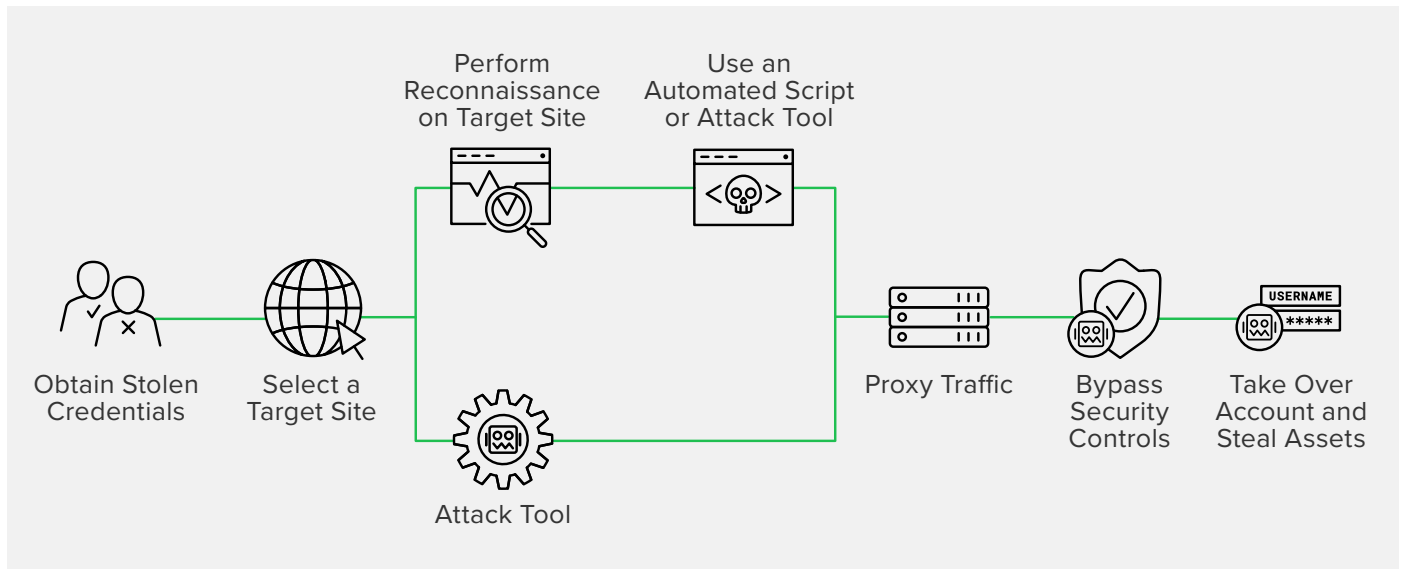 Perform
Reconnaissance
on Target Site
Use an
Automated Script
or Attack Tool
Obtain Stolen
Credentials
Select a
Target Site
Attack Tool
Proxy Traffic
Bypass
Security
Controls
USERNAME
*****
Take Over
Account and
Steal Assets